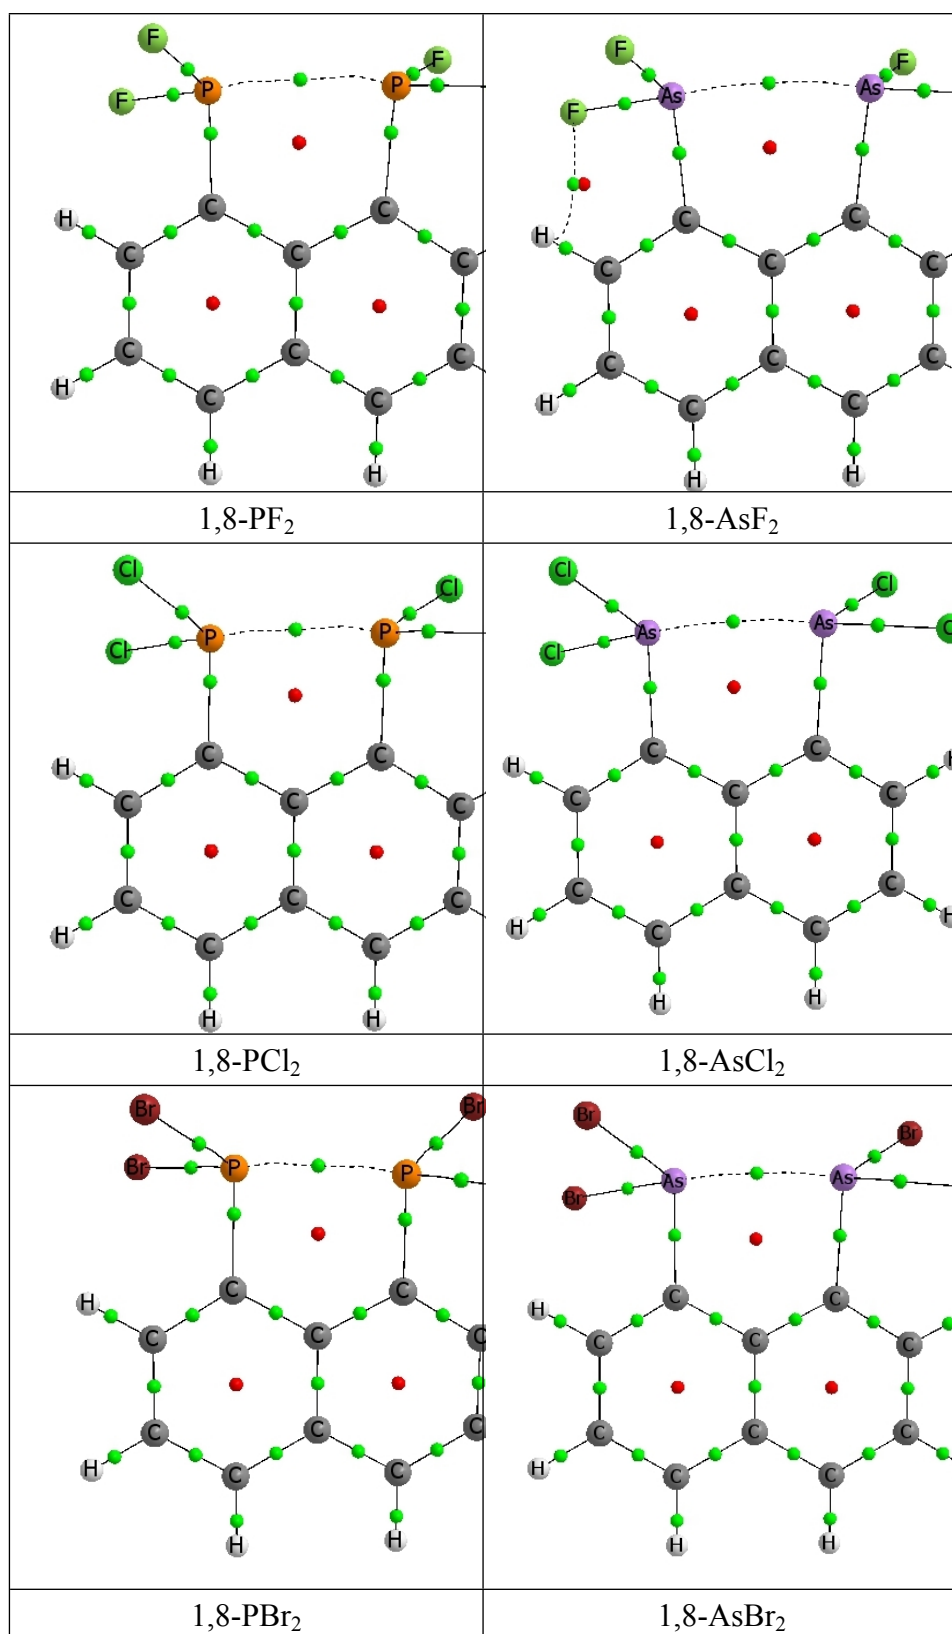 F F
P P
F
H C C C C
C C C
H C C
H H
F F
As As
F
H C C C C
C C C
H C C
H H
1,8-PF₂ 1,8-AsF₂
Cl Cl
P P
Cl
C C
H C C C
C C C
H C C
H H
Cl Cl
As As
Cl C
C C
H H
C C C
C C C
H C C H
H H
1,8-PCl₂ 1,8-AsCl₂
Br Br
P P
Br
C C
H C C C
C C C
H C C
H H
Br Br
As As
Br
C C
H C C C
C C C
H C C
H H
1,8-PBr₂ 1,8-AsBr₂